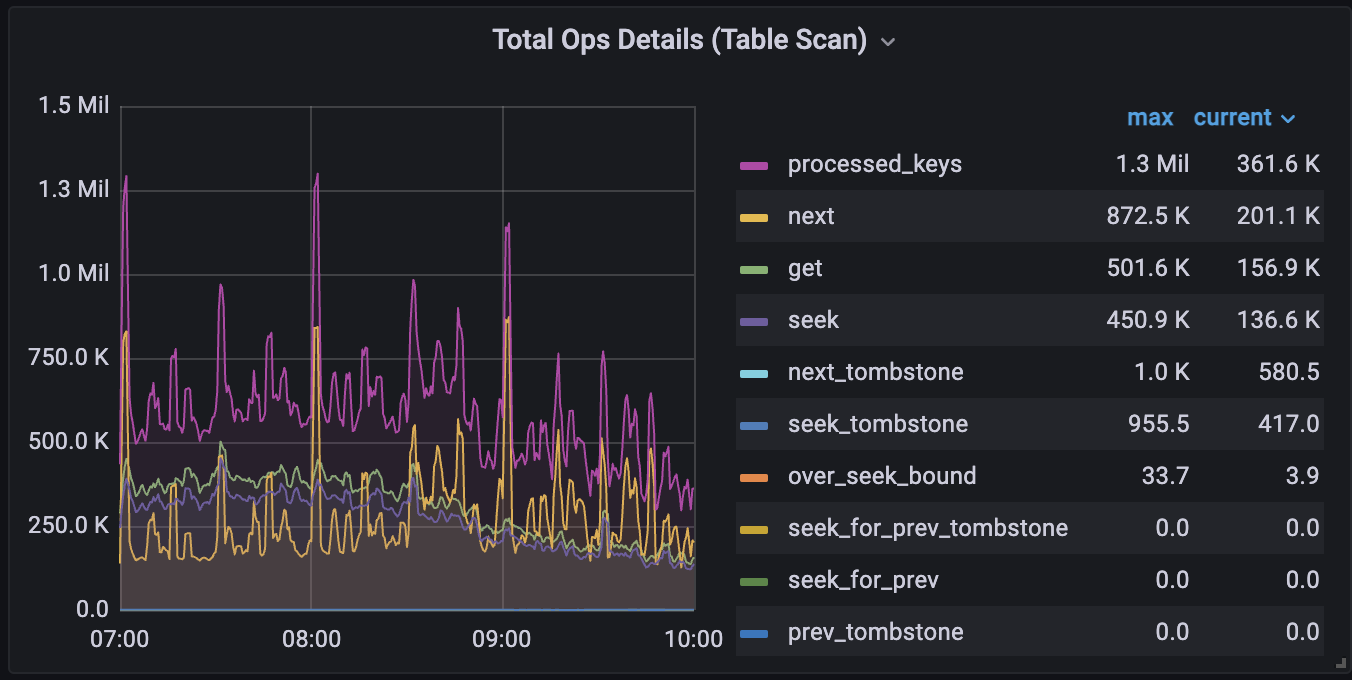 Total Ops Details (Table Scan)
1.5 Mil
1.3 Mil
1.0 Mil
750.0 K
500.0 K
250.0 K
0.0
07:00 08:00 09:00 10:00
max current
processed_keys 1.3 Mil 361.6 K
next 872.5 K 201.1 K
get 501.6 K 156.9 K
seek 450.9 K 136.6 K
next_tombstone 1.0 K 580.5
seek_tombstone 955.5 417.0
over_seek_bound 33.7 3.9
seek_for_prev_tombstone 0.0 0.0
seek_for_prev 0.0 0.0
prev_tombstone 0.0 0.0